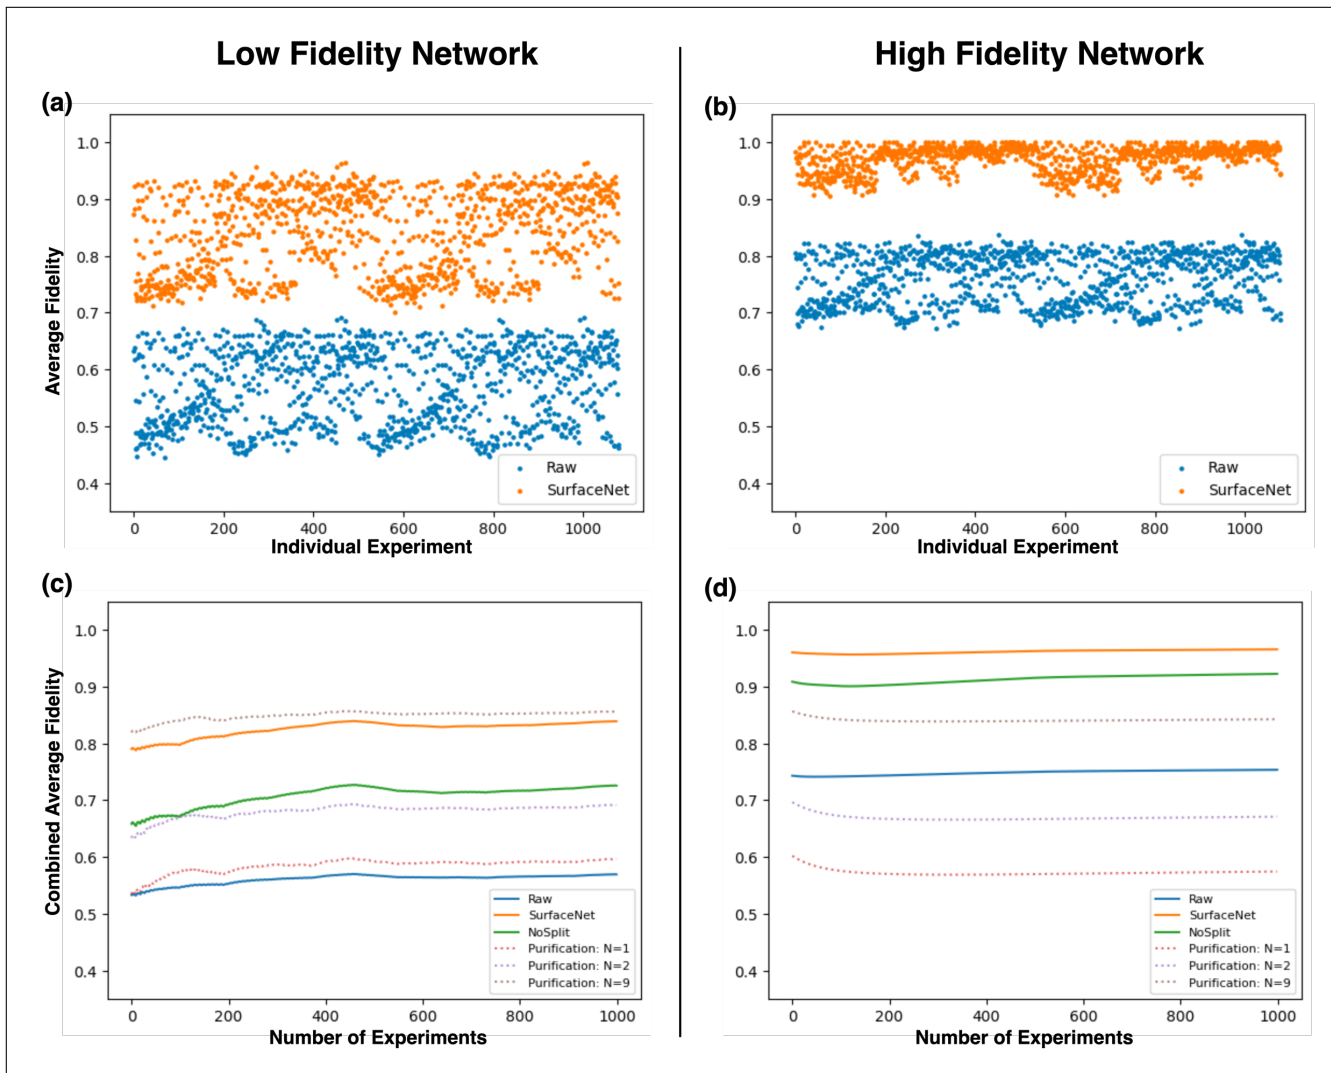 Low Fidelity Network
High Fidelity Network
(a)
(b)
1.0
0.9
0.8
0.7
0.6
0.5
0.4
Average Fidelity
0
200
400
600
800
1000
Individual Experiment
Raw
SurfaceNet
1.0
0.9
0.8
0.7
0.6
0.5
0.4
0
200
400
600
800
1000
Individual Experiment
Raw
SurfaceNet
(c)
(d)
1.0
0.9
0.8
0.7
0.6
0.5
0.4
Combined Average Fidelity
0
200
400
600
800
1000
Number of Experiments
Raw
SurfaceNet
NoSplit
Purification: N=1
Purification: N=2
Purification: N=9
1.0
0.9
0.8
0.7
0.6
0.5
0.4
0
200
400
600
800
1000
Number of Experiments
Raw
SurfaceNet
NoSplit
Purification: N=1
Purification: N=2
Purification: N=9